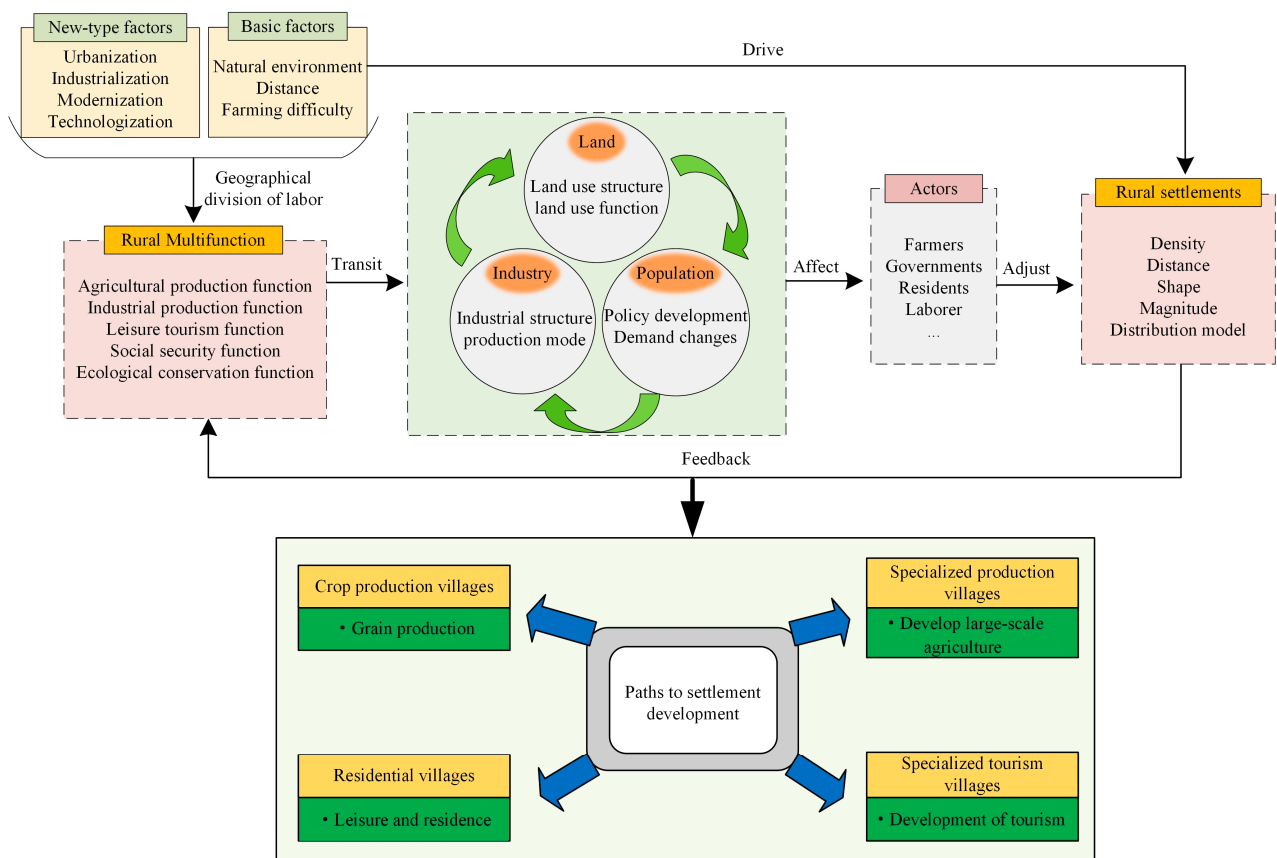 New-type factors
Urbanization
Industrialization
Modernization
Technologization
Basic factors
Natural environment
Distance
Farming difficulty
Drive
Geographical
division of labor
Rural Multifunction
Agricultural production function
Industrial production function
Leisure tourism function
Social security function
Ecological conservation function
Transit
Land
Land use structure
land use function
Industry
Industrial structure
production mode
Population
Policy development
Demand changes
Affect
Actors
Farmers
Governments
Residents
Laborer
...
Adjust
Rural settlements
Density
Distance
Shape
Magnitude
Distribution model
Feedback
Crop production villages
• Grain production
Specialized production
villages
• Develop large-scale
agriculture
Paths to settlement
development
Residential villages
• Leisure and residence
Specialized tourism
villages
• Development of tourism